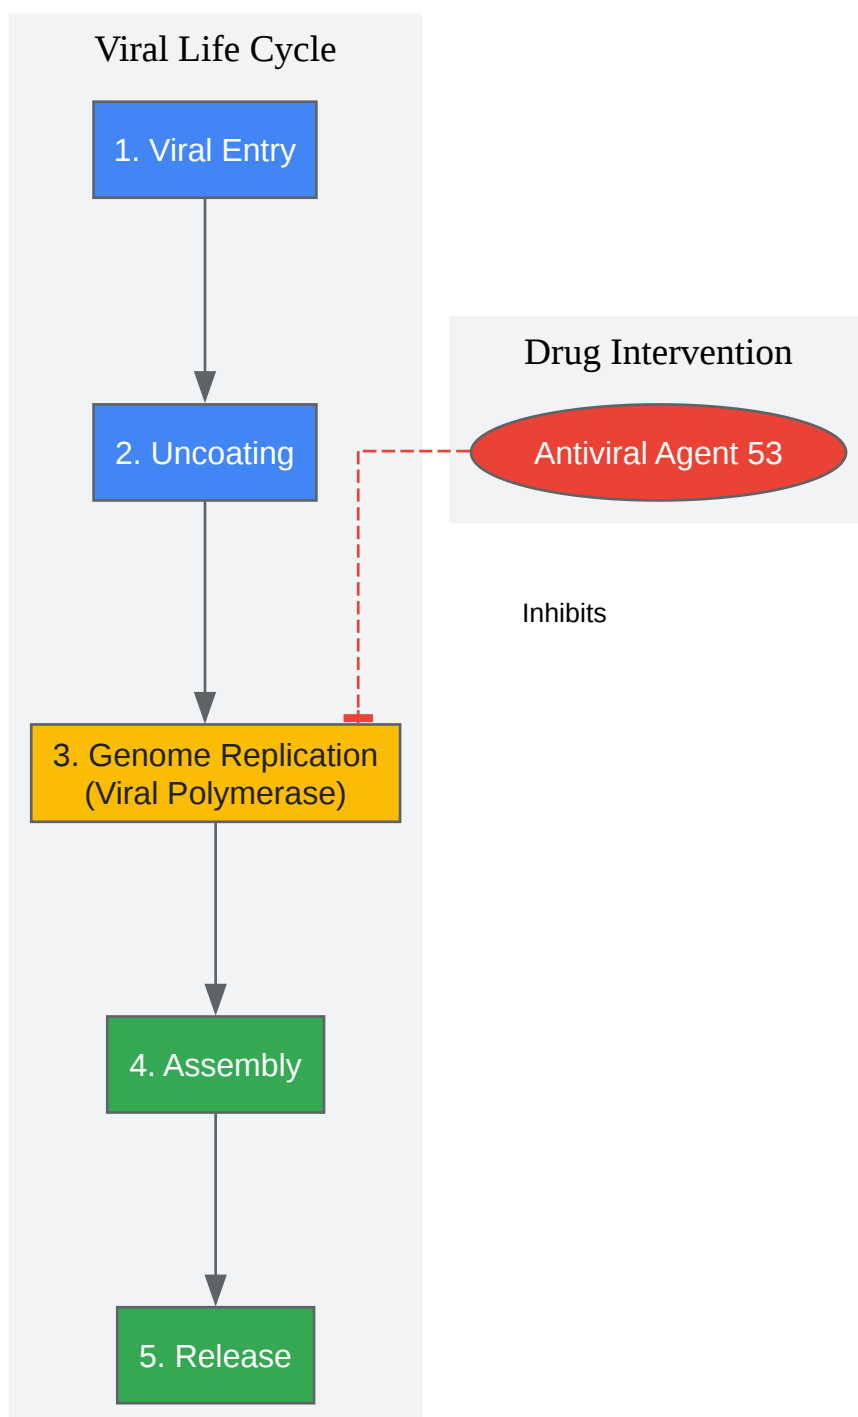 Viral Life Cycle
1. Viral Entry
Drug Intervention
2. Uncoating
Antiviral Agent 53
Inhibits
3. Genome Replication
(Viral Polymerase)
4. Assembly
5. Release